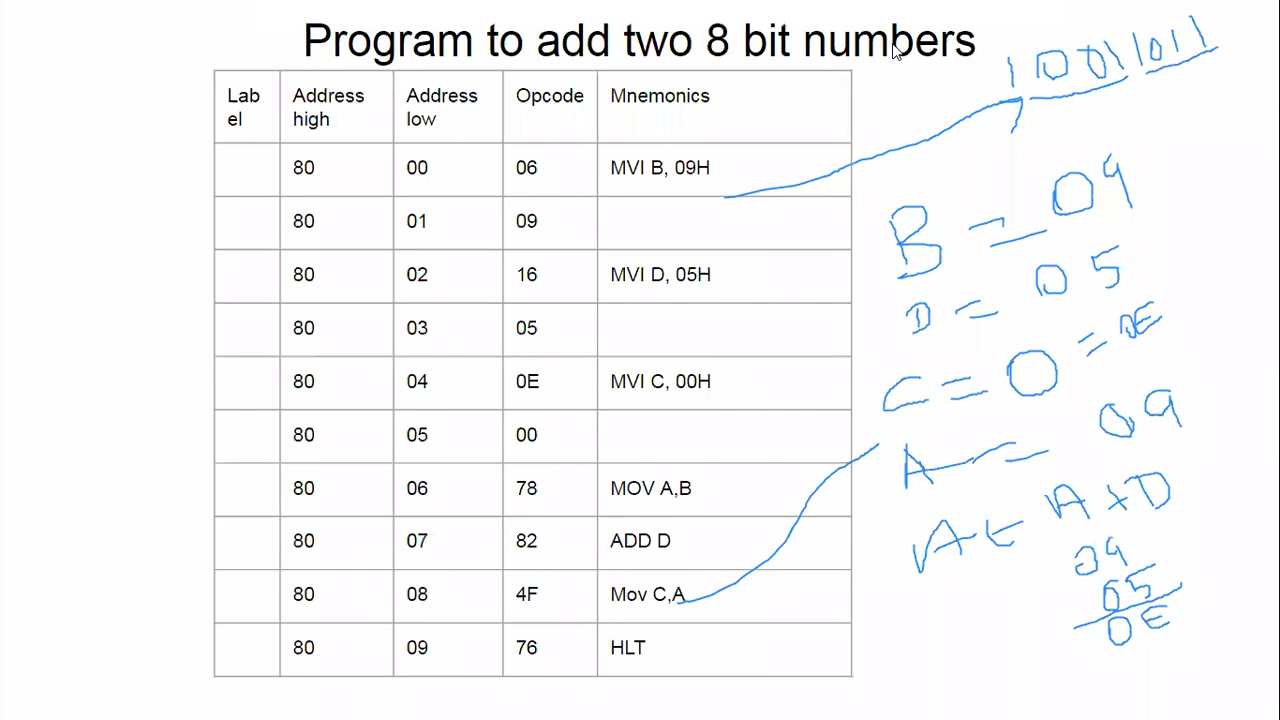 Program to add two 8 bit numbers
Lab el Address high Address low Opcode Mnemonics
80 00 06 MVI B, 09H
80 01 09
80 02 16 MVI D, 05H
80 03 05
80 04 0E MVI C, 00H
80 05 00
80 06 78 MOV A,B
80 07 82 ADD D
80 08 4F Mov C,A
80 09 76 HLT
B = 09
D = 05
C = 0 = 0E
A = 09
A ← A + D
09
05
0E